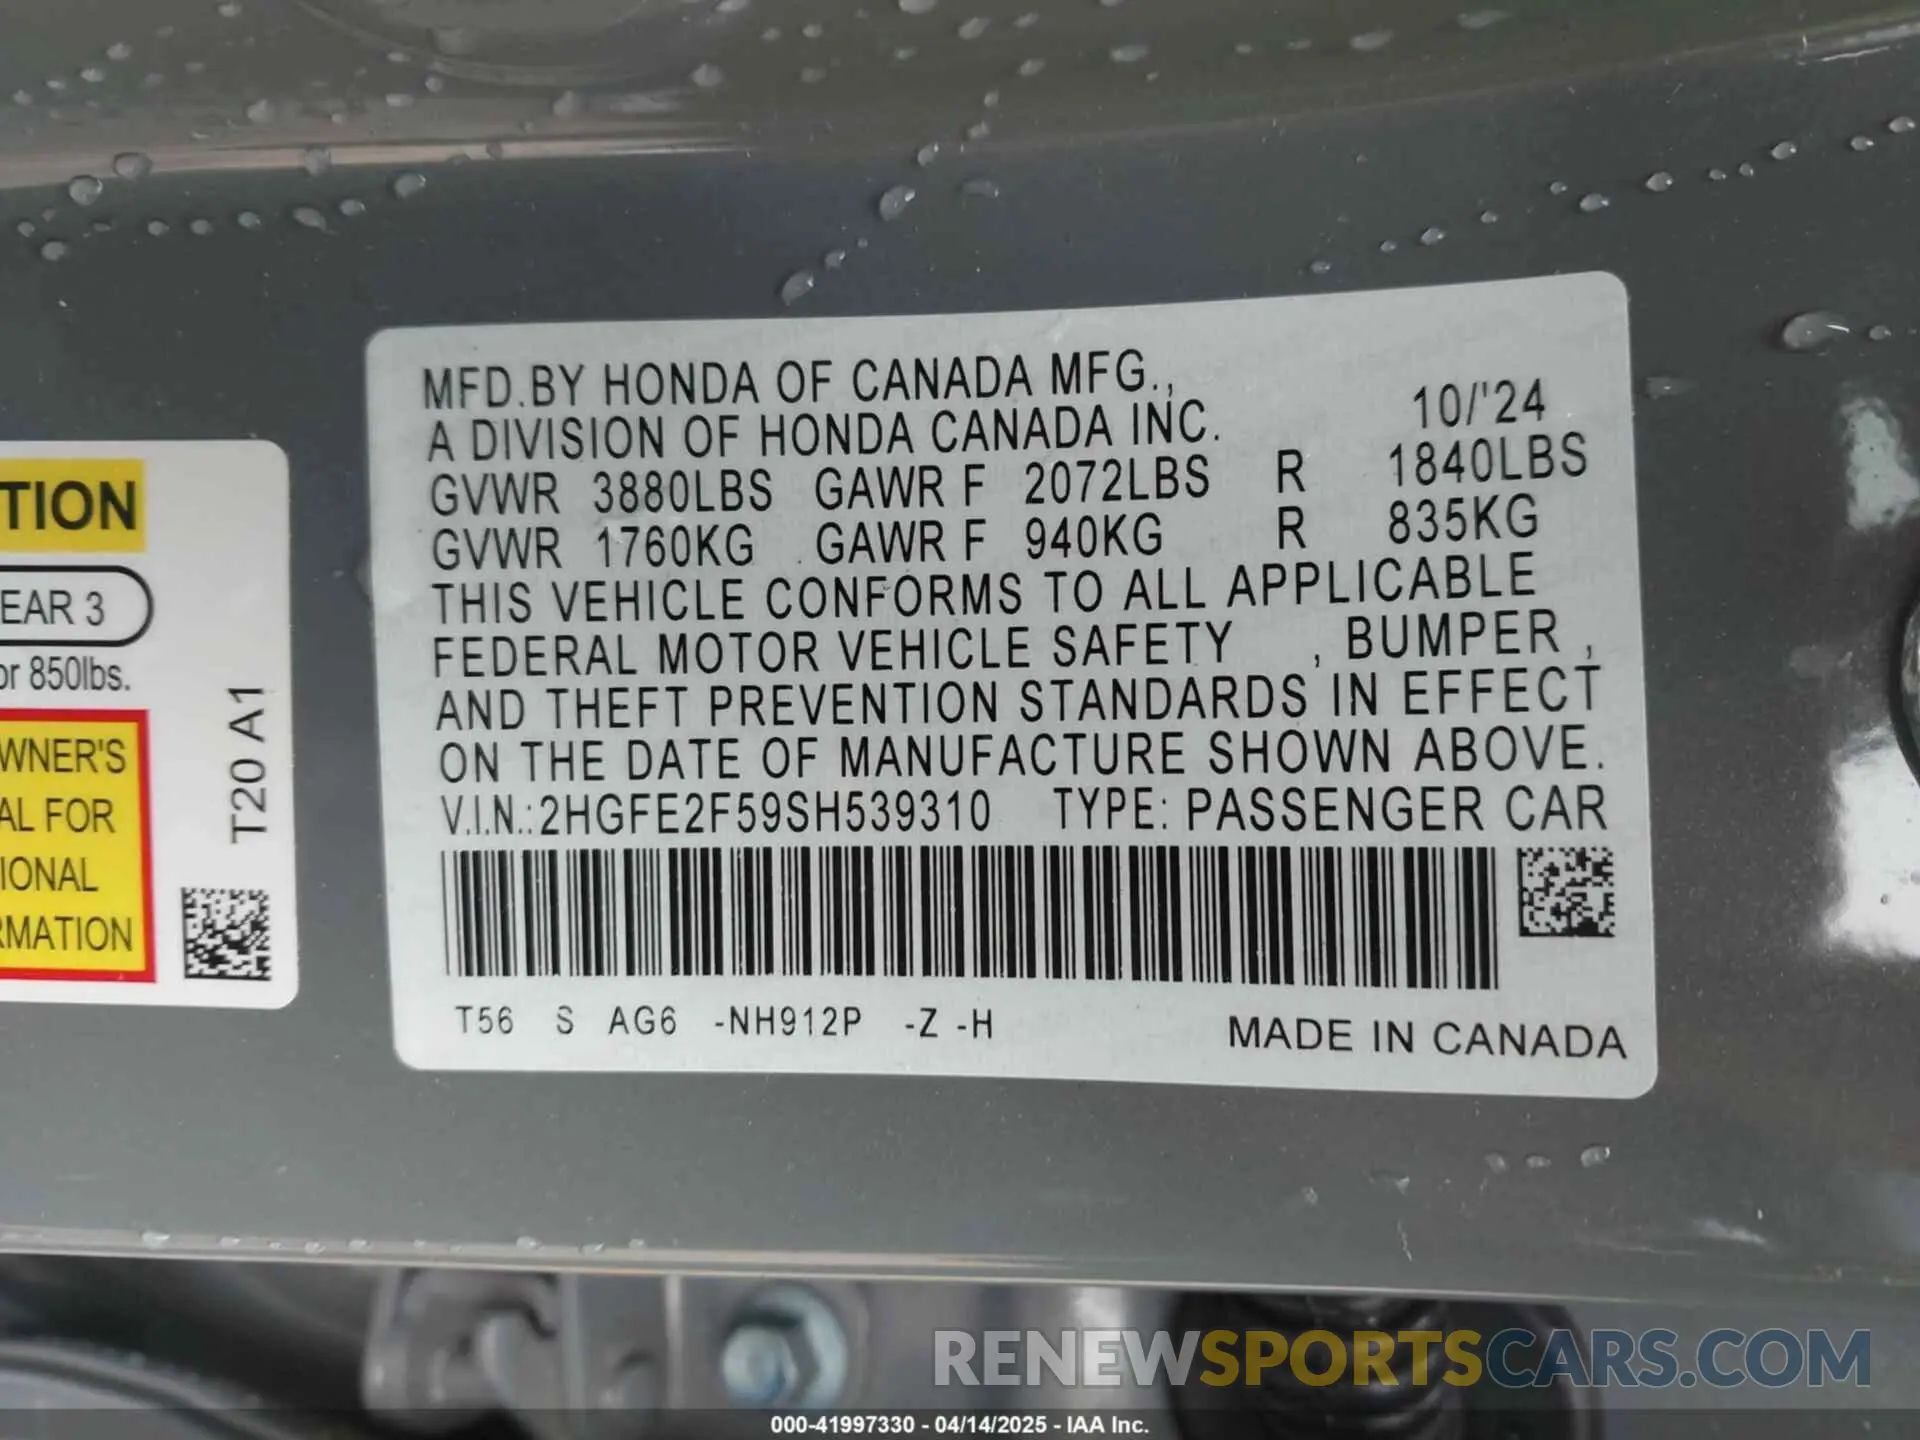 TION
EAR 3
or 850lbs.
WNER'S
AL FOR
IONAL
RMATION
T20 A1
MFD.BY HONDA OF CANADA MFG.,
A DIVISION OF HONDA CANADA INC. 10/'24
GVWR 3880LBS GAWR F 2072LBS R 1840LBS
GVWR 1760KG GAWR F 940KG R 835KG
THIS VEHICLE CONFORMS TO ALL APPLICABLE
FEDERAL MOTOR VEHICLE SAFETY , BUMPER ,
AND THEFT PREVENTION STANDARDS IN EFFECT
ON THE DATE OF MANUFACTURE SHOWN ABOVE.
V.I.N.:2HGFE2F59SH539310 TYPE: PASSENGER CAR
T56 S AG6 -NH912P -Z -H
MADE IN CANADA
RENEWSPORTSCARS.COM
000-41997330 - 04/14/2025 - IAA Inc.